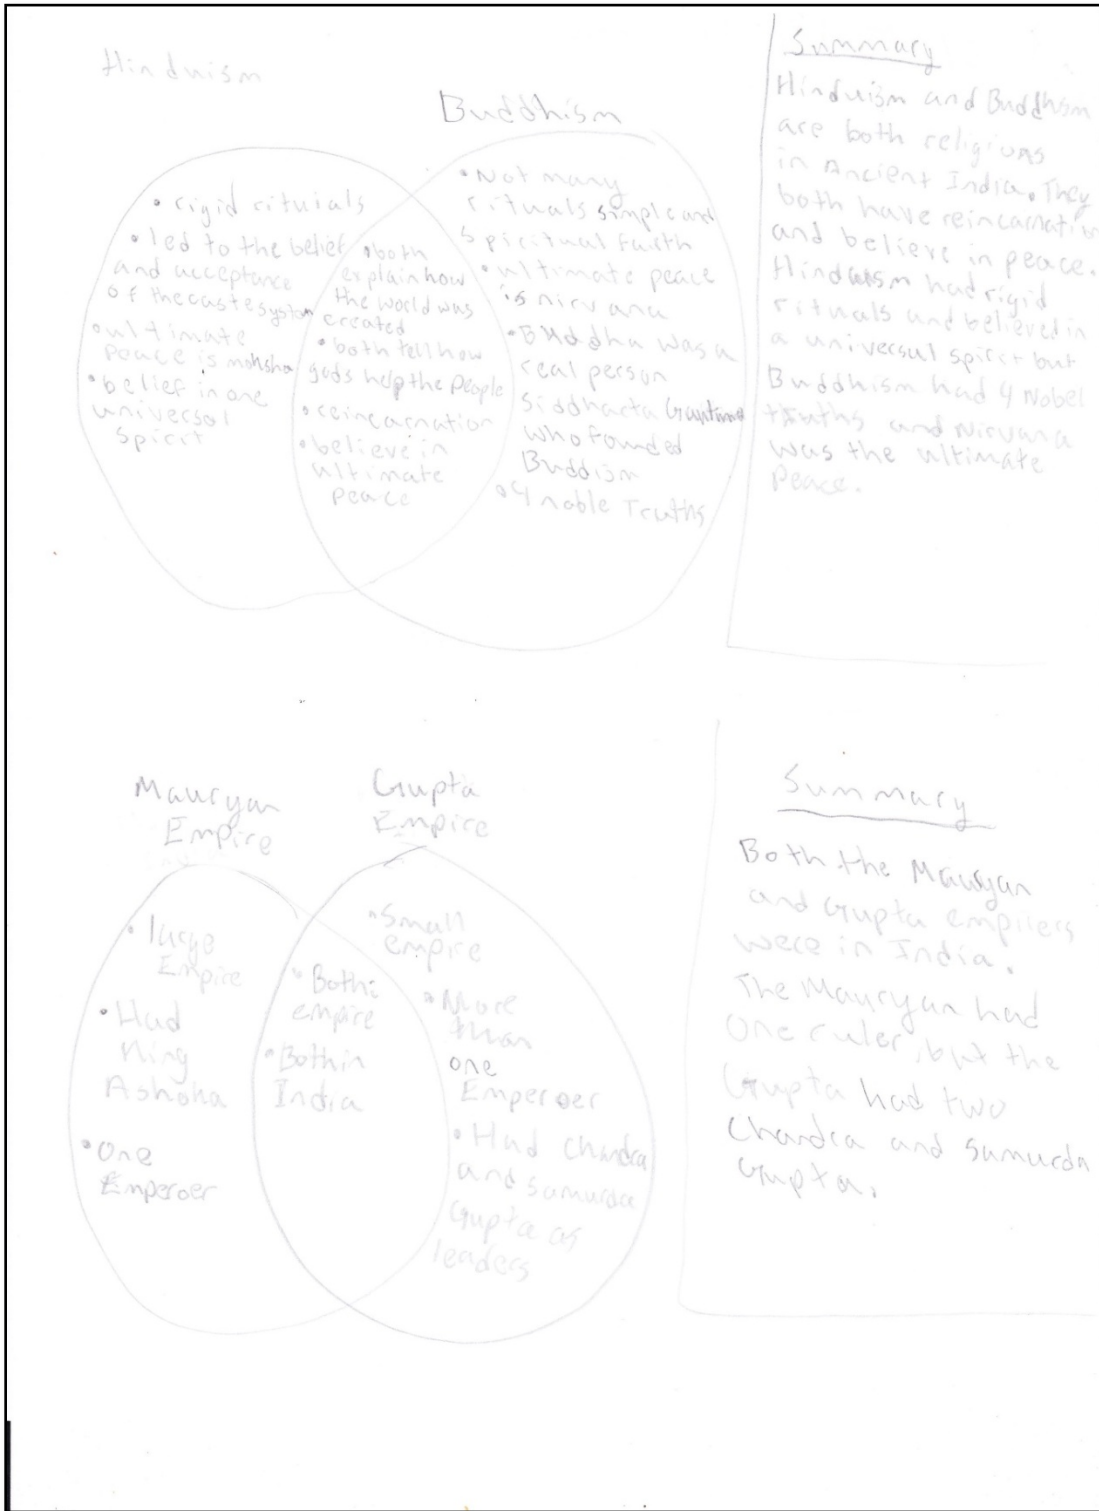 Hinduism
Buddhism
• rigid rituials
• led to the belief
and acceptance
of the caste system
• ultimate
peace is moksha
• belief in one
universal
spirit
• both
explain how
the world was
created
• both tell how
gods help the people
• reincarnation
• believe in
ultimate
peace
• Not many
rituals simple and
spiritual faith
• ultimate peace
is nirvana
• Buddha was a
real person
Siddharta
who founded
Buddism
• 4 noble Truths
Summary
Hinduism and Buddhism
are both religions
in Ancient India. They
both have reincarnation
and believe in peace.
Hinduism had rigid
rituals and believed in
a universal spirit but
Buddhism had 4 Nobel
truths and Nirvana
was the ultimate
Peace.
Mauryan
Empire
Gupta
Empire
• large
Empire
• Had
King
Ashoka
• One
Emperoer
• Both
empire
• Both in
India
• Small
empire
• More
than
one
Emperoer
• Had Chandra
and Samurda
Gupta as
leaders
Summary
Both the Mauryan
and Gupta
were in India.
The Mauryan had
One ruler, but the
Gupta had two
Chandra and Samurda
Gupta.